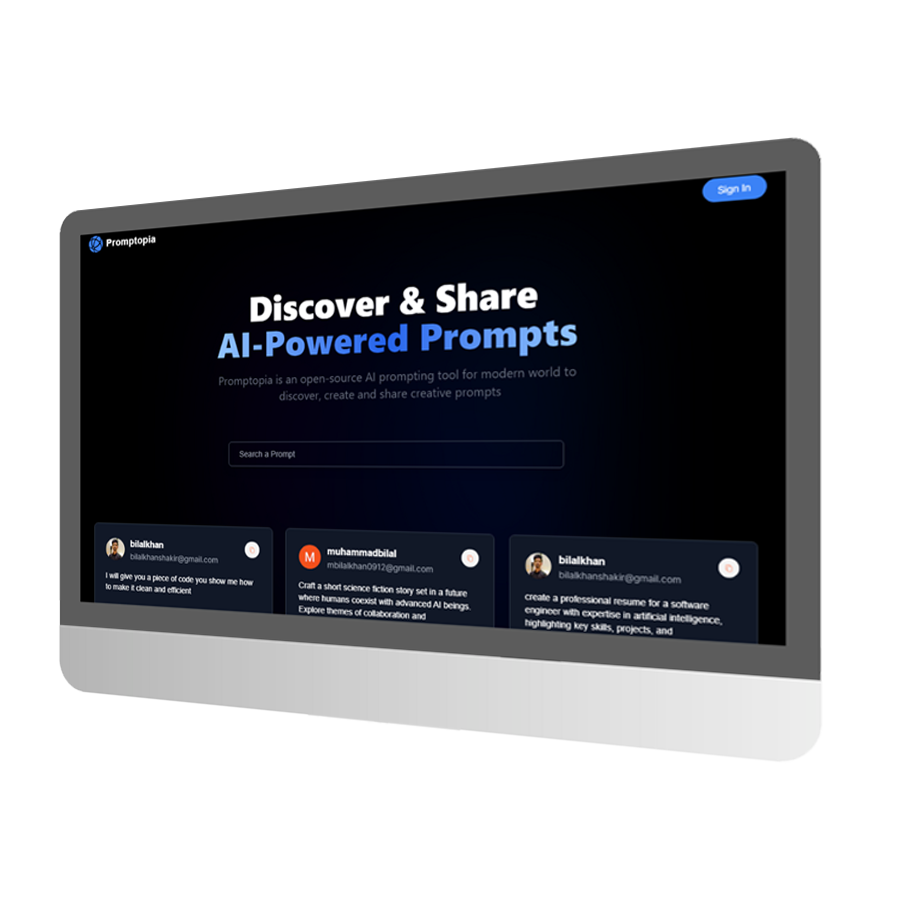 Sign In
Promptopia
Discover & Share
AI-Powered Prompts
Promptopia is an open-source AI prompting tool for modern world to
discover, create and share creative prompts
Search a Prompt
bilalkhan
bilalkhanshakir@gmail.com
I will give you a piece of code you show me how
to make it clean and efficient
M
muhammadbilal
mbilalkhan0912@gmail.com
Craft a short science fiction story set in a future
where humans coexist with advanced AI beings.
Explore themes of collaboration and
bilalkhan
bilalkhanshakir@gmail.com
create a professional resume for a software
engineer with expertise in artificial intelligence,
highlighting key skills, projects, and